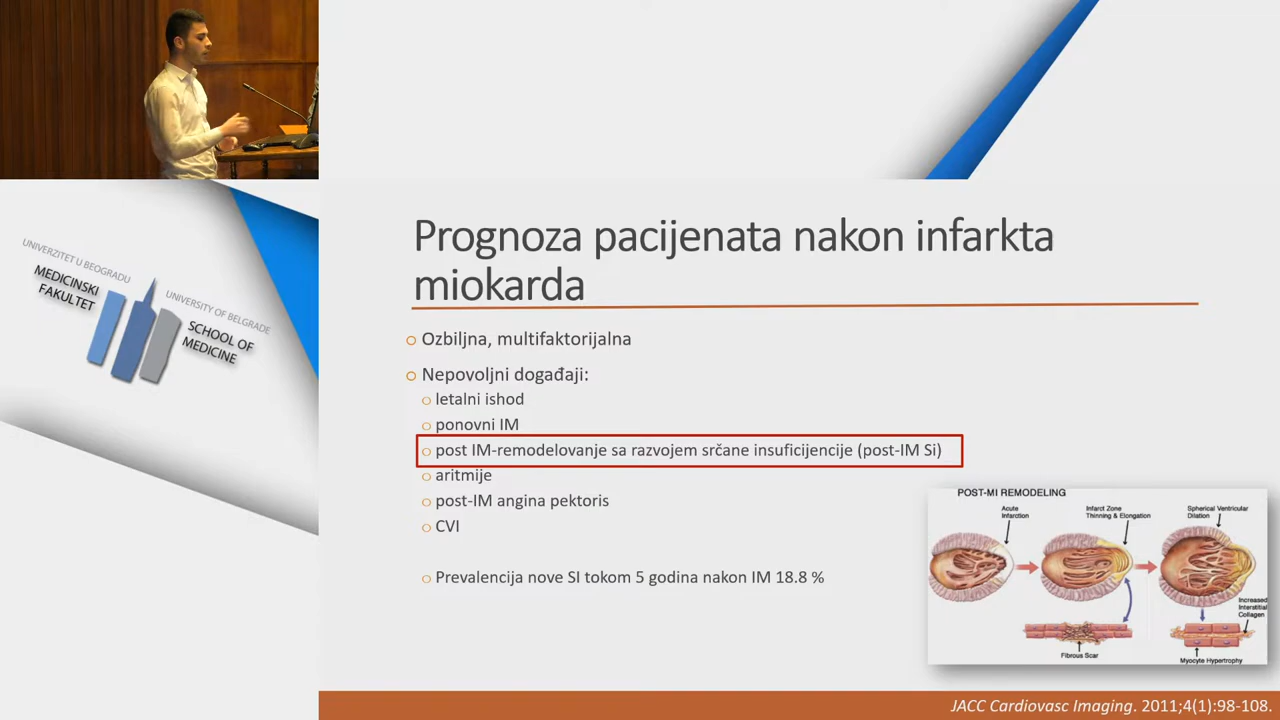 UNIVERZITET U BEOGRADU
MEDICINSKI
FAKULTET
UNIVERSITY OF BELGRADE
SCHOOL OF
MEDICINE
Prognoza pacijenata nakon infarkta
miokarda
Ozbiljna, multifaktorijalna
Nepovoljni događaji:
letalni ishod
ponovni IM
post IM-remodelovanje sa razvojem srčane insuficijencije (post-IM Si)
aritmije
post-IM angina pektoris
CVI
Prevalencija nove SI tokom 5 godina nakon IM 18.8 %
POST-MI REMODELING
Acute
Infarction
Infarct Zone
Thinning & Elongation
Spherical Ventricular
Dilation
Increased
Interstitial
Collagen
Fibrous Scar
Myocyte Hypertrophy
JACC Cardiovasc Imaging. 2011;4(1):98-108.